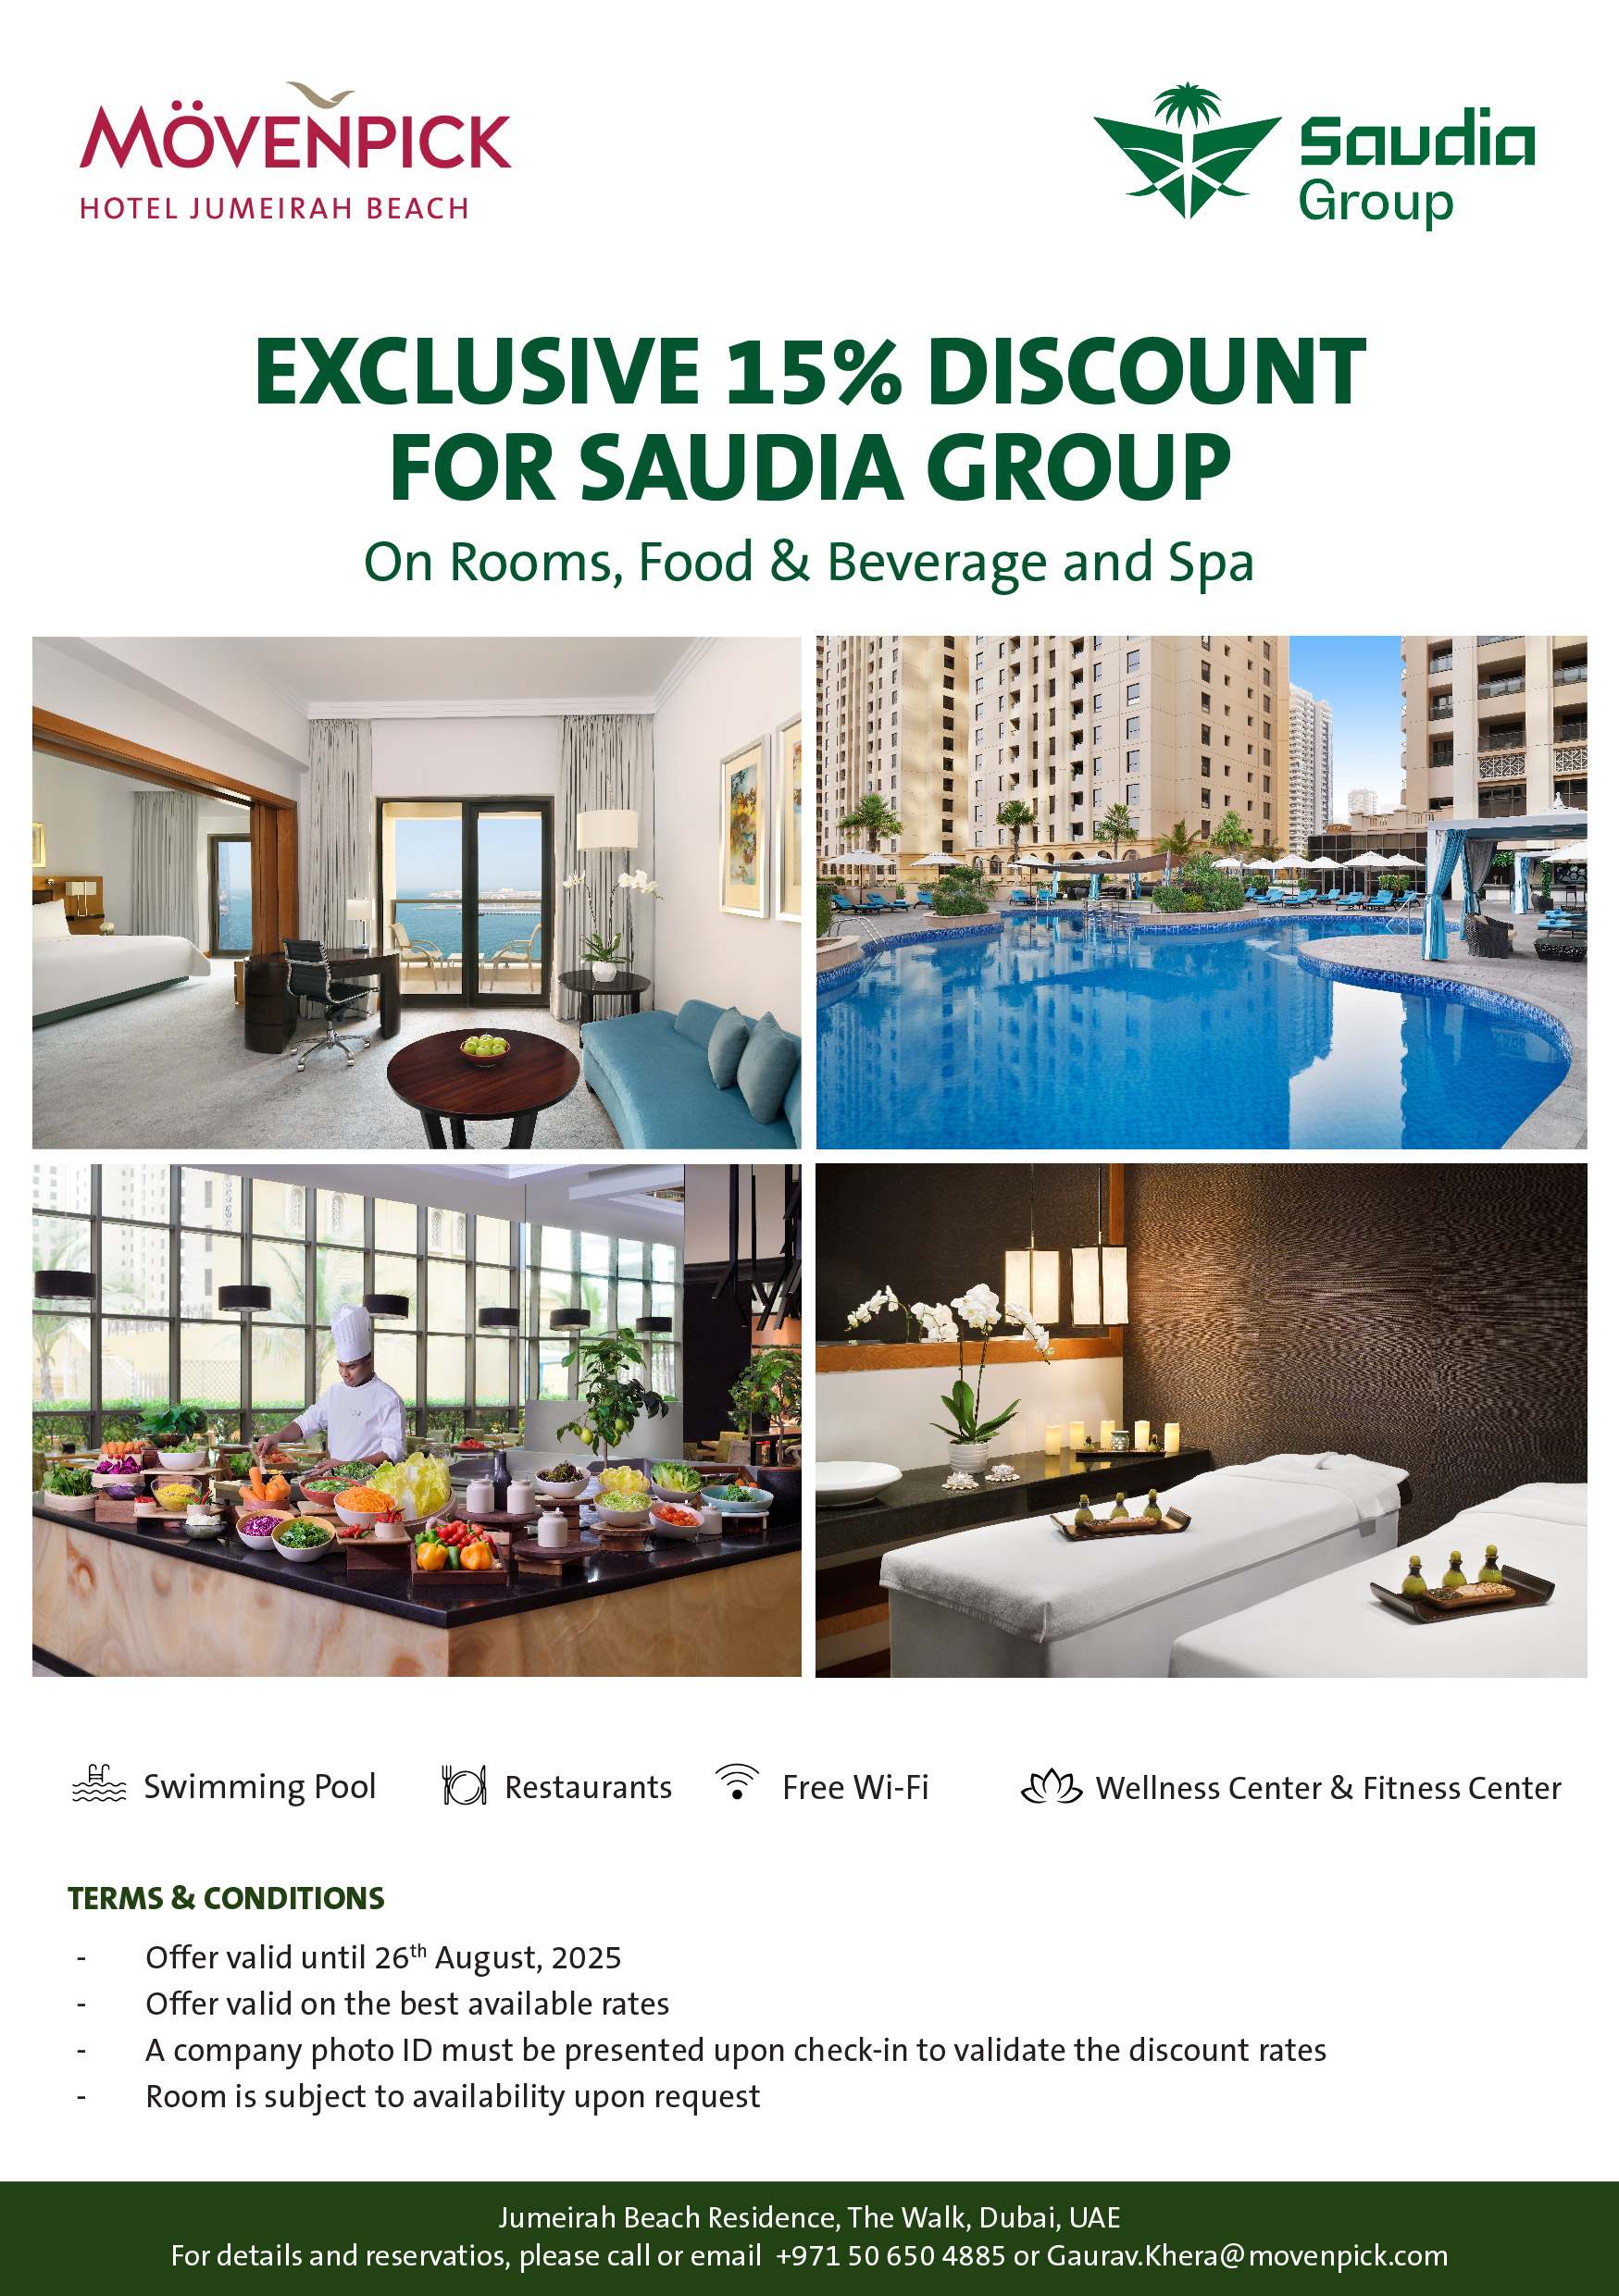 MÖVENPICK
HOTEL JUMEIRAH BEACH
Saudia
Group
EXCLUSIVE 15% DISCOUNT
FOR SAUDIA GROUP
On Rooms, Food & Beverage and Spa
Swimming Pool
Restaurants
Free Wi-Fi
Wellness Center & Fitness Center
TERMS & CONDITIONS
- Offer valid until 26th August, 2025
- Offer valid on the best available rates
- A company photo ID must be presented upon check-in to validate the discount rates
- Room is subject to availability upon request
Jumeirah Beach Residence, The Walk, Dubai, UAE
For details and reservatios, please call or email +971 50 650 4885 or Gaurav.Khera@movenpick.com